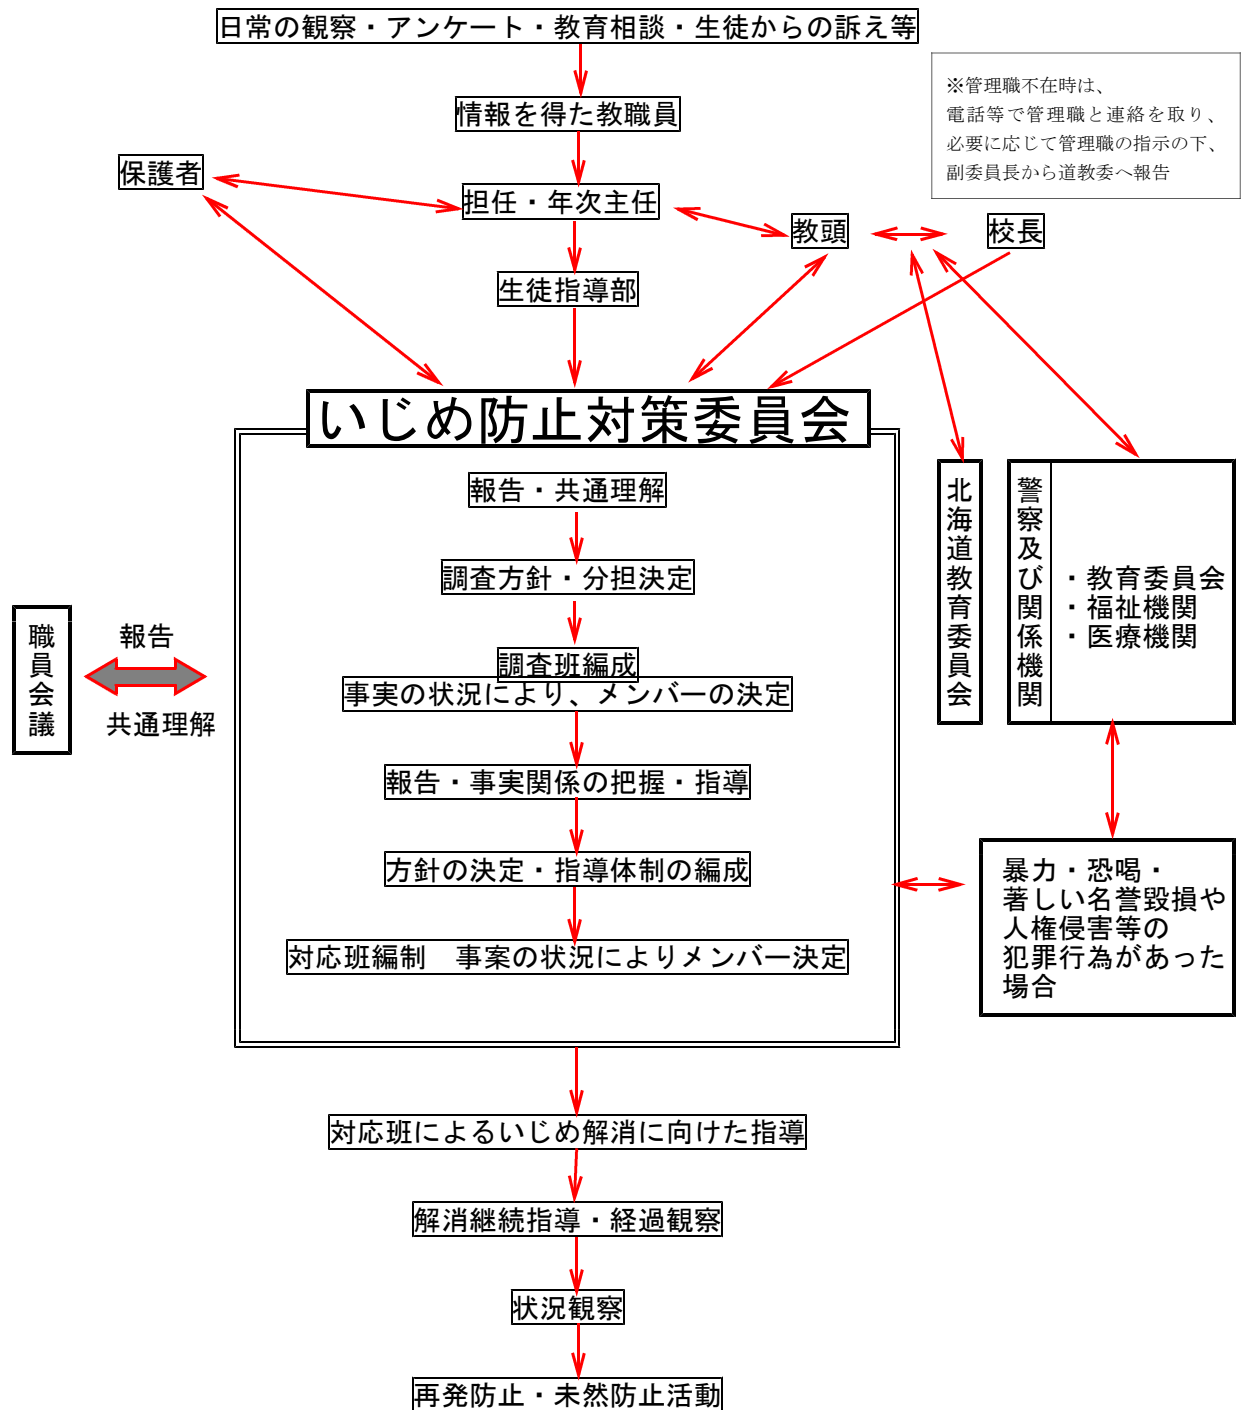 日常の観察・アンケート・教育相談・生徒からの訴え等
※管理職不在時は、
電話等で管理職と連絡を取り、
必要に応じて管理職の指示の下、
副委員長から道教委へ報告
情報を得た教職員
保護者
担任・年次主任
教頭
校長
生徒指導部
いじめ防止対策委員会
報告・共通理解
調査方針・分担決定
調査班編成
事実の状況により、メンバーの決定
報告・事実関係の把握・指導
方針の決定・指導体制の編成
対応班編制　事案の状況によりメンバー決定
職員会議
報告
共通理解
北海道教育委員会
警察及び関係機関
・教育委員会
・福祉機関
・医療機関
暴力・恐喝・
著しい名誉毀損や
人権侵害等の
犯罪行為があった
場合
対応班によるいじめ解消に向けた指導
解消継続指導・経過観察
状況観察
再発防止・未然防止活動